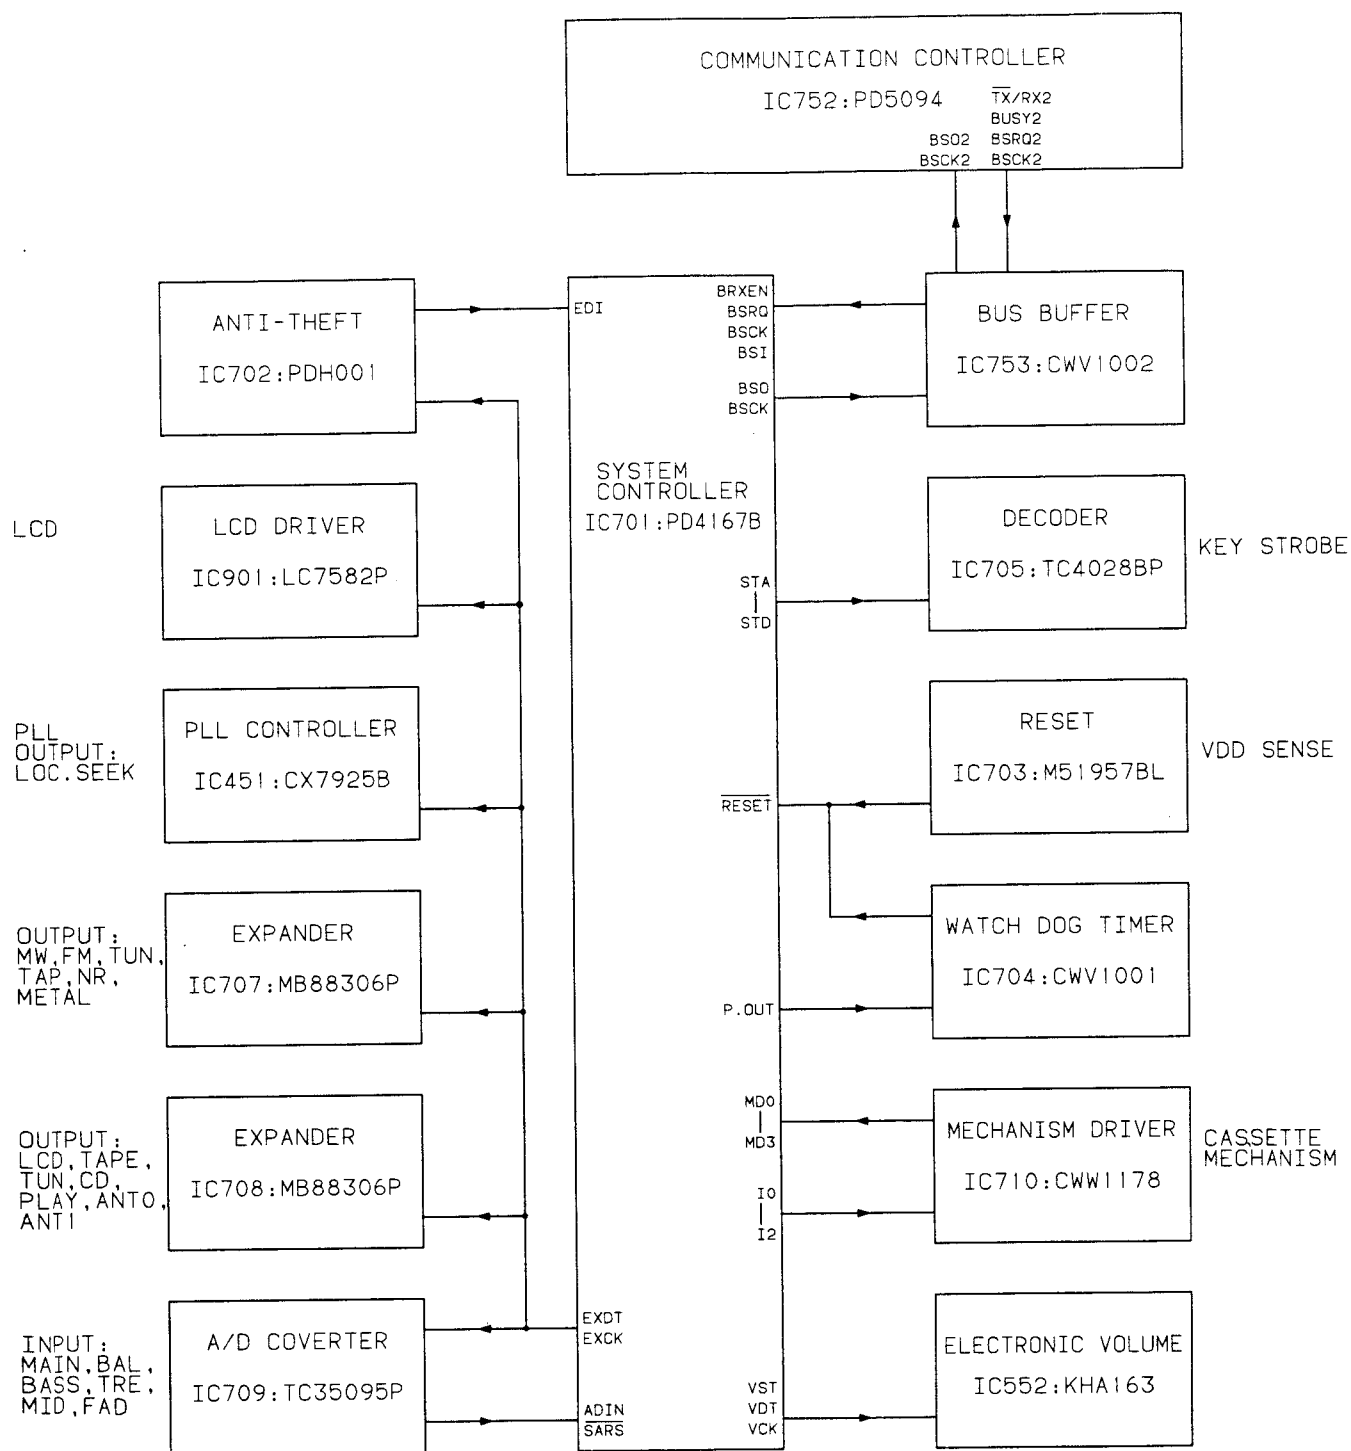 COMMUNICATION CONTROLLER
IC752:PD5094
TX/RX2
BUSY2
BSO2 BSRQ2
BSCK2 BSCK2
ANTI-THEFT
IC702:PDH001
EDI
BRXEN
BSRQ
BSCK
BSI
BSO
BSCK
BUS BUFFER
IC753:CWV1002
SYSTEM
CONTROLLER
IC701:PD4167B
LCD
LCD DRIVER
IC901:LC7582P
STA
STD
DECODER
IC705:TC4028BP
KEY STROBE
PLL
OUTPUT:
LOC.SEEK
PLL CONTROLLER
IC451:CX7925B
RESET
RESET
IC703:M51957BL
VDD SENSE
OUTPUT:
MW,FM,TUN,
TAP,NR,
METAL
EXPANDER
IC707:MB88306P
P.OUT
WATCH DOG TIMER
IC704:CWV1001
OUTPUT:
LCD,TAPE,
TUN,CD,
PLAY,ANTO,
ANTI
EXPANDER
IC708:MB88306P
MD0
MD3
I0
I2
MECHANISM DRIVER
IC710:CWW1178
CASSETTE
MECHANISM
INPUT:
MAIN,BAL,
BASS,TRE,
MID,FAD
A/D COVERTER
IC709:TC35095P
EXDT
EXCK
ADIN
SARS
VST
VDT
VCK
ELECTRONIC VOLUME
IC552:KHA163